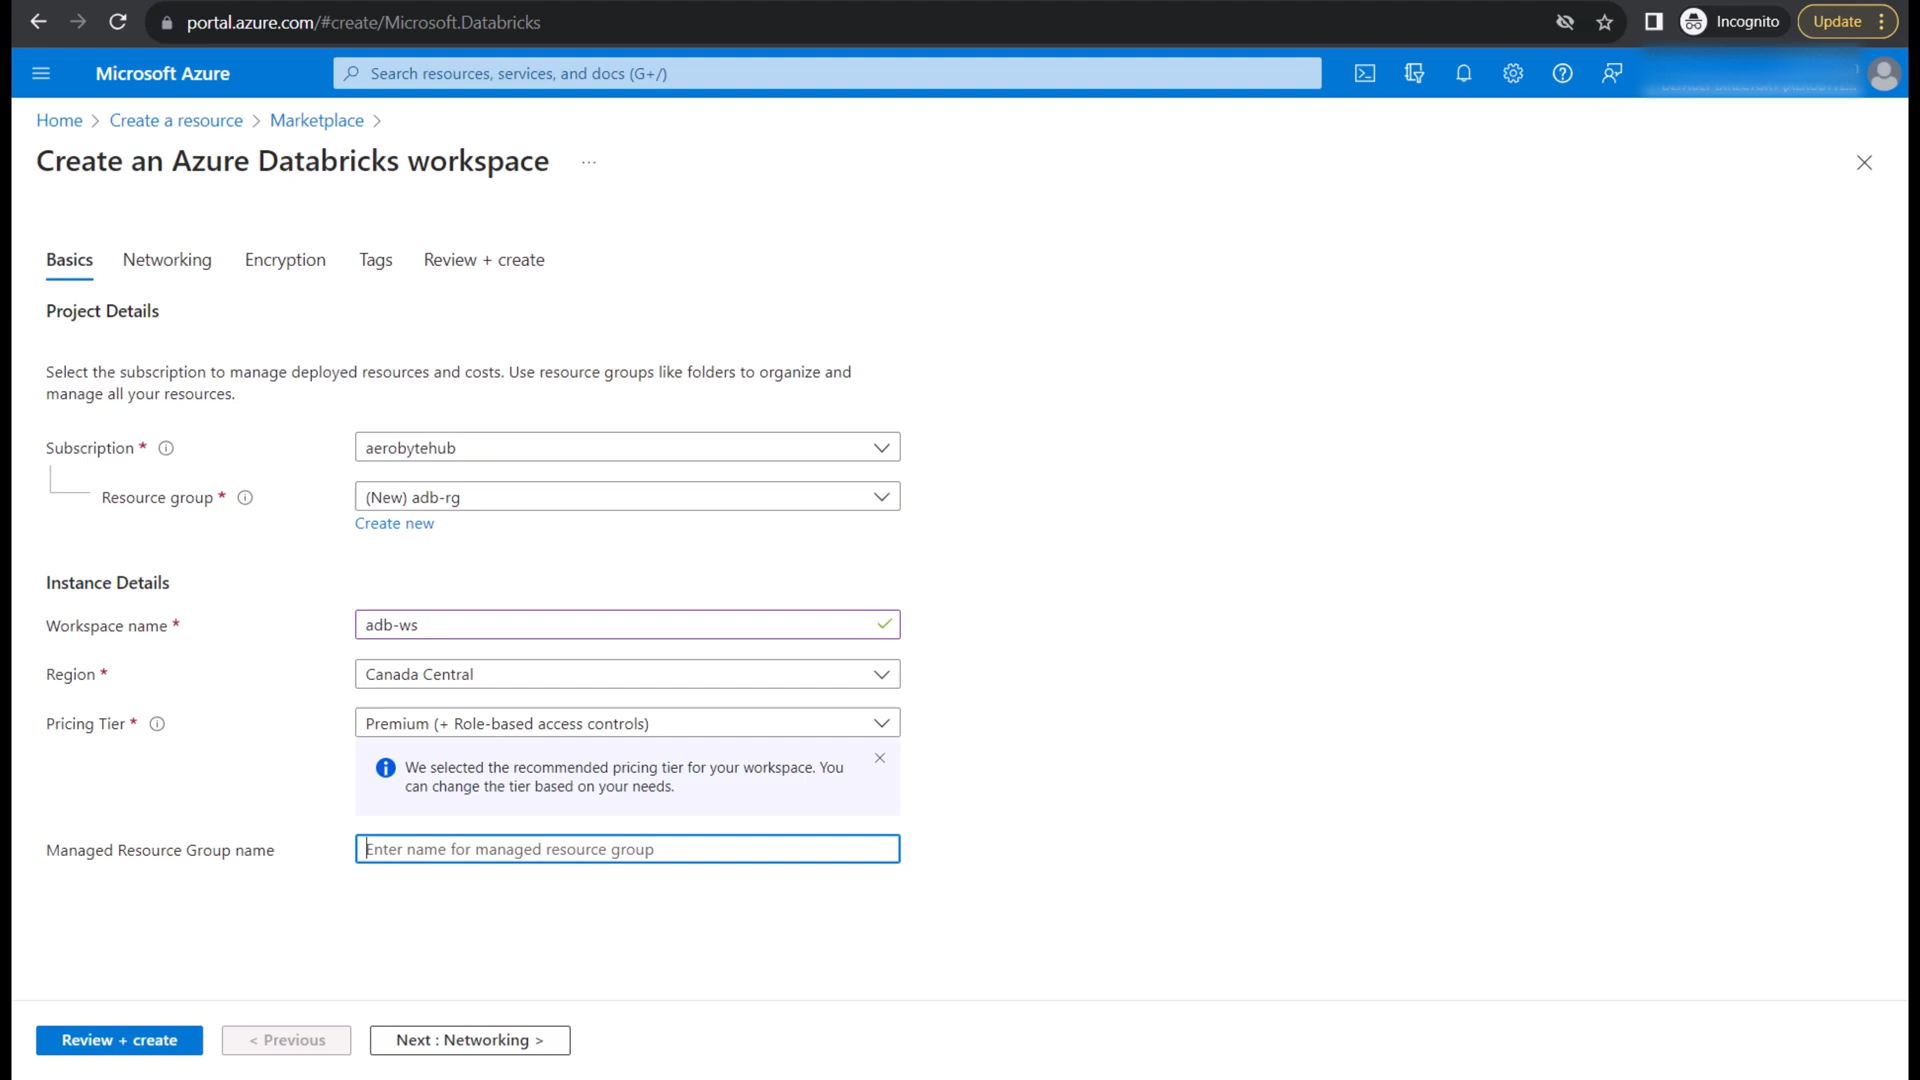 portal.azure.com/#create/Microsoft.Databricks
Incognito
Update
Microsoft Azure
Search resources, services, and docs (G+/)
Home > Create a resource > Marketplace >
Create an Azure Databricks workspace ...
Basics Networking Encryption Tags Review + create
Project Details
Select the subscription to manage deployed resources and costs. Use resource groups like folders to organize and
manage all your resources.
Subscription * aerobytehub
Resource group * (New) adb-rg
Create new
Instance Details
Workspace name * adb-ws
Region * Canada Central
Pricing Tier * Premium (+ Role-based access controls)
We selected the recommended pricing tier for your workspace. You
can change the tier based on your needs.
Managed Resource Group name Enter name for managed resource group
Review + create < Previous Next : Networking >